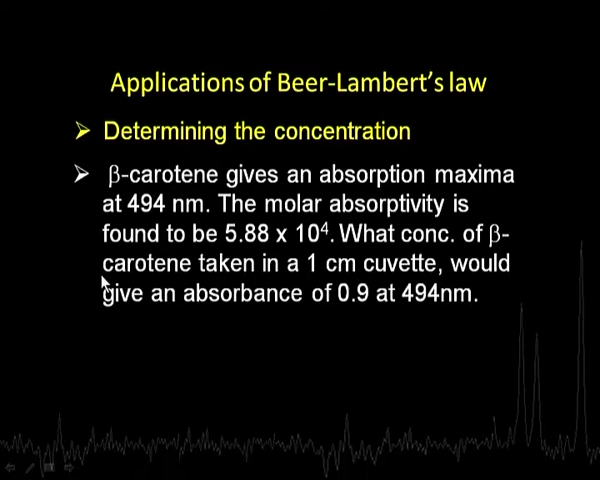 Applications of Beer-Lambert's law
➢ Determining the concentration
➢ β-carotene gives an absorption maxima
at 494 nm. The molar absorptivity is
found to be 5.88 x 10⁴. What conc. of β-
carotene taken in a 1 cm cuvette, would
give an absorbance of 0.9 at 494nm.